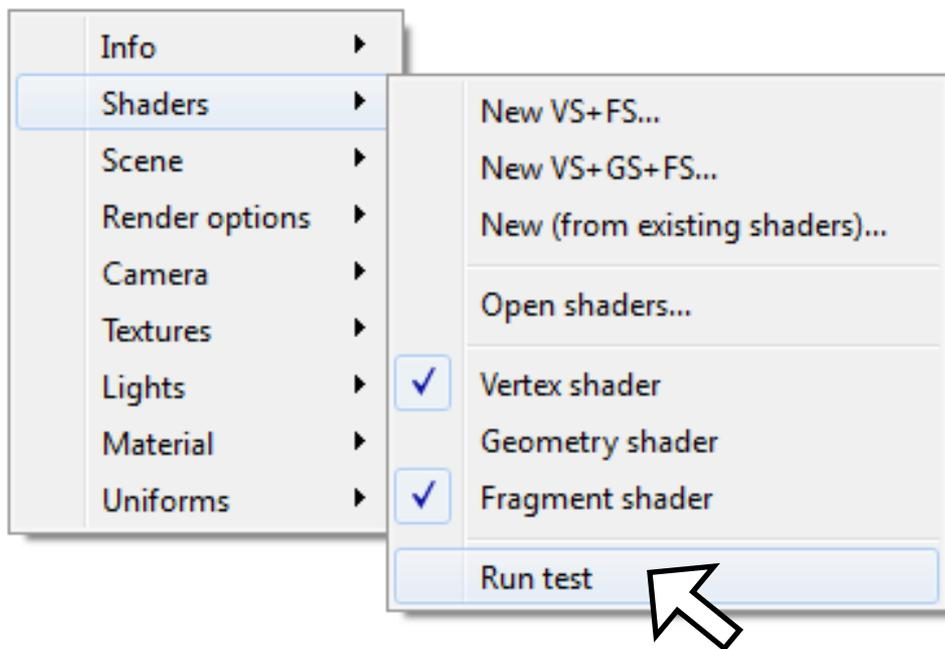 Info
Shaders
Scene
Render options
Camera
Textures
Lights
Material
Uniforms
New VS+FS...
New VS+GS+FS...
New (from existing shaders)...
Open shaders...
Vertex shader
Geometry shader
Fragment shader
Run test